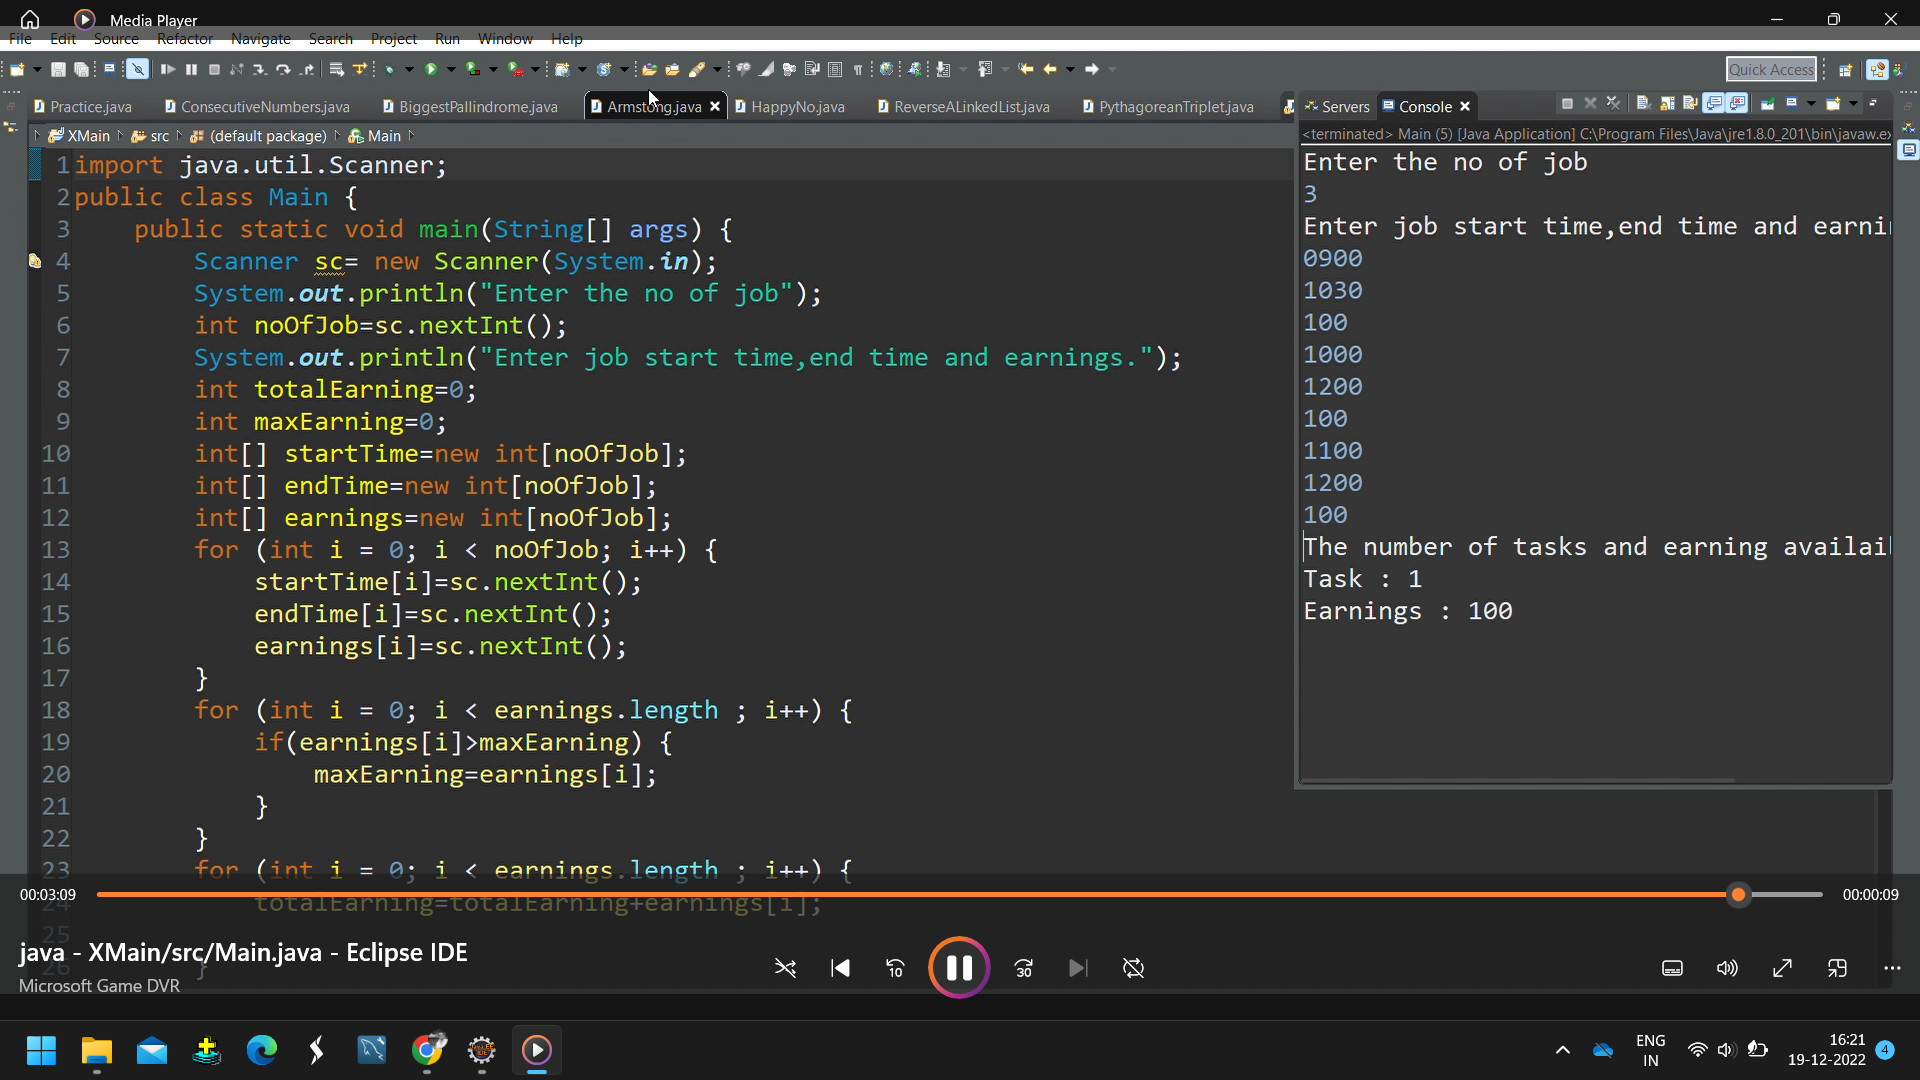 Media Player
File Edit Source Refactor Navigate Search Project Run Window Help
Quick Access
Practice.java ConsecutiveNumbers.java BiggestPallindrome.java Armstong.java HappyNo.java ReverseALinkedList.java PythagoreanTriplet.java
Servers Console
XMain src (default package) Main
<terminated> Main (5) [Java Application] C:\Program Files\Java\jre1.8.0_201\bin\javaw.ex
1 import java.util.Scanner;
2 public class Main {
3 public static void main(String[] args) {
4 Scanner sc= new Scanner(System.in);
5 System.out.println("Enter the no of job");
6 int noOfJob=sc.nextInt();
7 System.out.println("Enter job start time,end time and earnings.");
8 int totalEarning=0;
9 int maxEarning=0;
10 int[] startTime=new int[noOfJob];
11 int[] endTime=new int[noOfJob];
12 int[] earnings=new int[noOfJob];
13 for (int i = 0; i < noOfJob; i++) {
14 startTime[i]=sc.nextInt();
15 endTime[i]=sc.nextInt();
16 earnings[i]=sc.nextInt();
17 }
18 for (int i = 0; i < earnings.length ; i++) {
19 if(earnings[i]>maxEarning) {
20 maxEarning=earnings[i];
21 }
22 }
23 for (int i = 0; i < earnings.length ; i++) {
24 totalEarning=totalEarning+earnings[i];
25
26 }
Enter the no of job
3
Enter job start time,end time and earni
0900
1030
100
1000
1200
100
1100
1200
100
The number of tasks and earning availai
Task : 1
Earnings : 100
00:03:09
00:00:09
java - XMain/src/Main.java - Eclipse IDE
Microsoft Game DVR
10
30
ENG
IN
16:21
19-12-2022
4